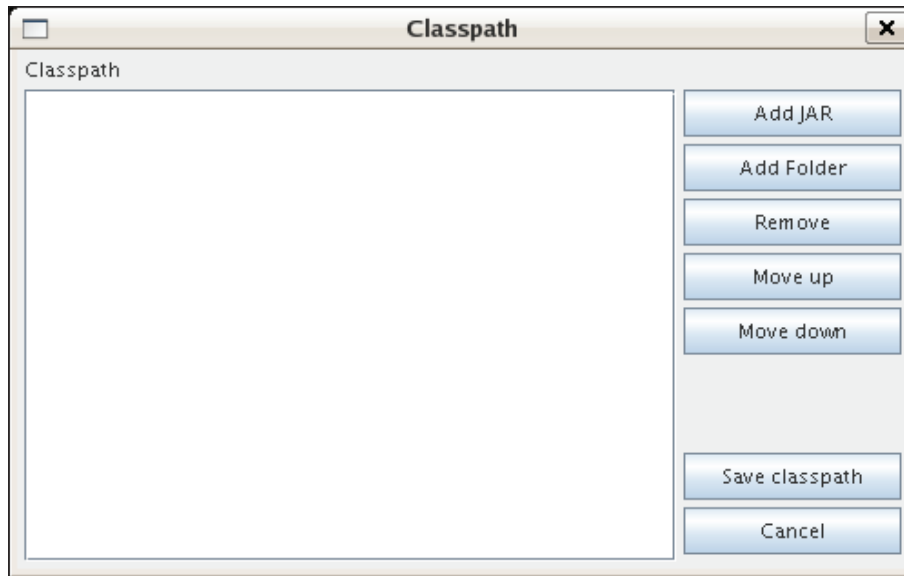 Classpath
Classpath
Add JAR
Add Folder
Remove
Move up
Move down
Save classpath
Cancel